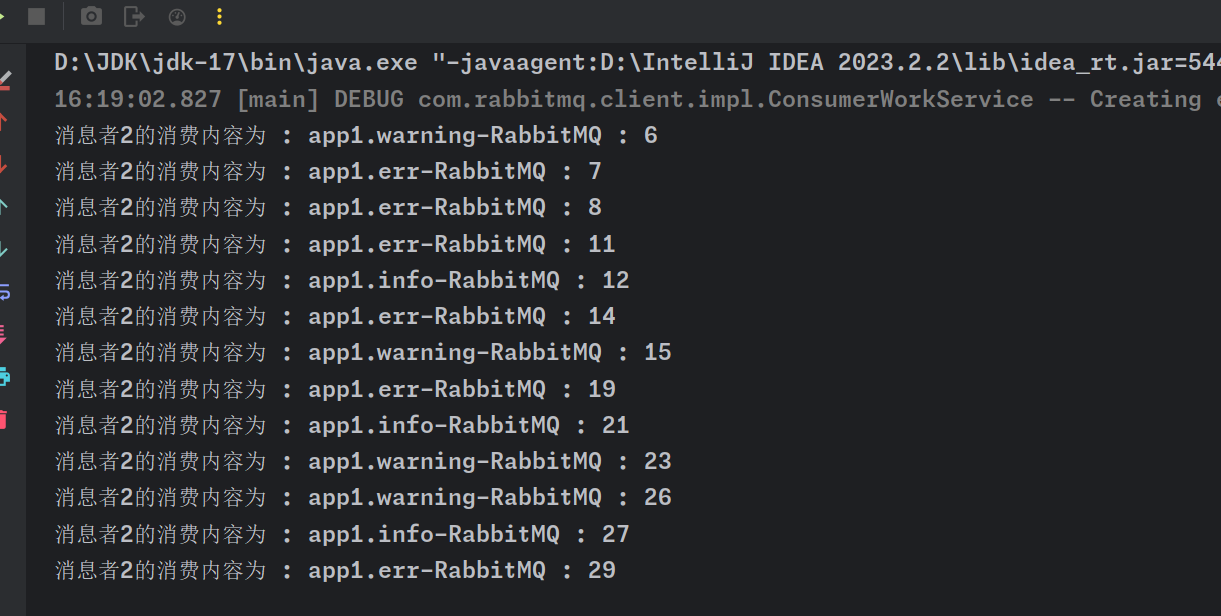 D:\JDK\jdk-17\bin\java.exe "-javaagent:D:\IntelliJ IDEA 2023.2.2\lib\idea_rt.jar=544
16:19:02.827 [main] DEBUG com.rabbitmq.client.impl.ConsumerWorkService -- Creating
消息者2的消费内容为 : app1.warning-RabbitMQ : 6
消息者2的消费内容为 : app1.err-RabbitMQ : 7
消息者2的消费内容为 : app1.err-RabbitMQ : 8
消息者2的消费内容为 : app1.err-RabbitMQ : 11
消息者2的消费内容为 : app1.info-RabbitMQ : 12
消息者2的消费内容为 : app1.err-RabbitMQ : 14
消息者2的消费内容为 : app1.warning-RabbitMQ : 15
消息者2的消费内容为 : app1.err-RabbitMQ : 19
消息者2的消费内容为 : app1.info-RabbitMQ : 21
消息者2的消费内容为 : app1.warning-RabbitMQ : 23
消息者2的消费内容为 : app1.warning-RabbitMQ : 26
消息者2的消费内容为 : app1.info-RabbitMQ : 27
消息者2的消费内容为 : app1.err-RabbitMQ : 29